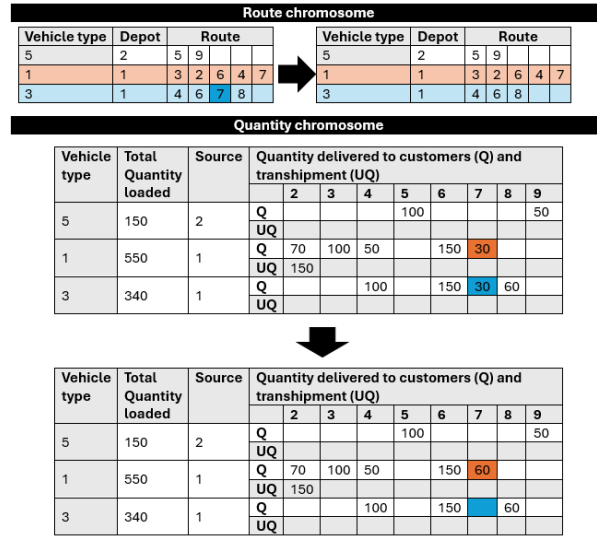 Route chromosome
Vehicle type Depot Route
5 2 5 9
1 1 3 2 6 4 7
3 1 4 6 7 8
Vehicle type Depot Route
5 2 5 9
1 1 3 2 6 4 7
3 1 4 6 8
Quantity chromosome
Vehicle type Total Quantity loaded Source Quantity delivered to customers (Q) and transhipment (UQ)
2 3 4 5 6 7 8 9
5 150 2 Q 100 50
UQ
1 550 1 Q 70 100 50 150 30
UQ 150
3 340 1 Q 100 150 30 60
UQ
Vehicle type Total Quantity loaded Source Quantity delivered to customers (Q) and transhipment (UQ)
2 3 4 5 6 7 8 9
5 150 2 Q 100 50
UQ
1 550 1 Q 70 100 50 150 60
UQ 150
3 340 1 Q 100 150 60
UQ